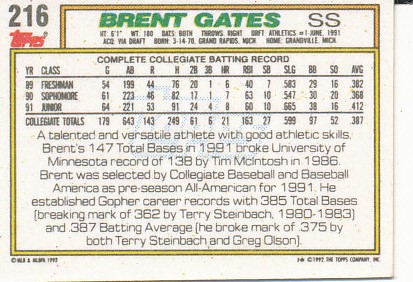 216 BRENT GATES SS
Topps HT: 6'1" WT. 180 DATS: BOTH THROWS: RIGHT DRFT: ATHLETICS #1-JUNE, 1991
ACQ: VIA DRAFT BORN: 3-14-70, GRAND RAPIDS, MICH. HOME: GRANDVILLE, MICH.
COMPLETE COLLEGIATE BATTING RECORD
YR CLASS G AB R H 2B 3B HR RBI SB SLG BB SO AVG
89 FRESHMAN 54 199 44 76 20 1 6 40 7 .583 29 16 .382
90 SOPHOMORE 61 223 46 82 17 1 7 63 10 .547 30 20 .368
91 JUNIOR 64 221 53 91 24 4 8 60 10 .665 38 16 .412
COLLEGIATE TOTALS 179 643 143 249 61 6 21 163 27 .599 97 52 .387
A talented and versatile athlete with good athletic skills.
Brent's 147 Total Bases in 1991 broke University of
Minnesota record of 138 by Tim McIntosh in 1986.
Brent was selected by Collegiate Baseball and Baseball
America as pre-season All-American for 1991. He
established Gopher career records with 385 Total Bases
(breaking mark of 362 by Terry Steinbach, 1980-1983)
and .387 Batting Average (he broke mark of .375 by
both Terry Steinbach and Greg Olson).
©MLB & MLBPA 1992 F* ©1992 THE TOPPS COMPANY, INC.